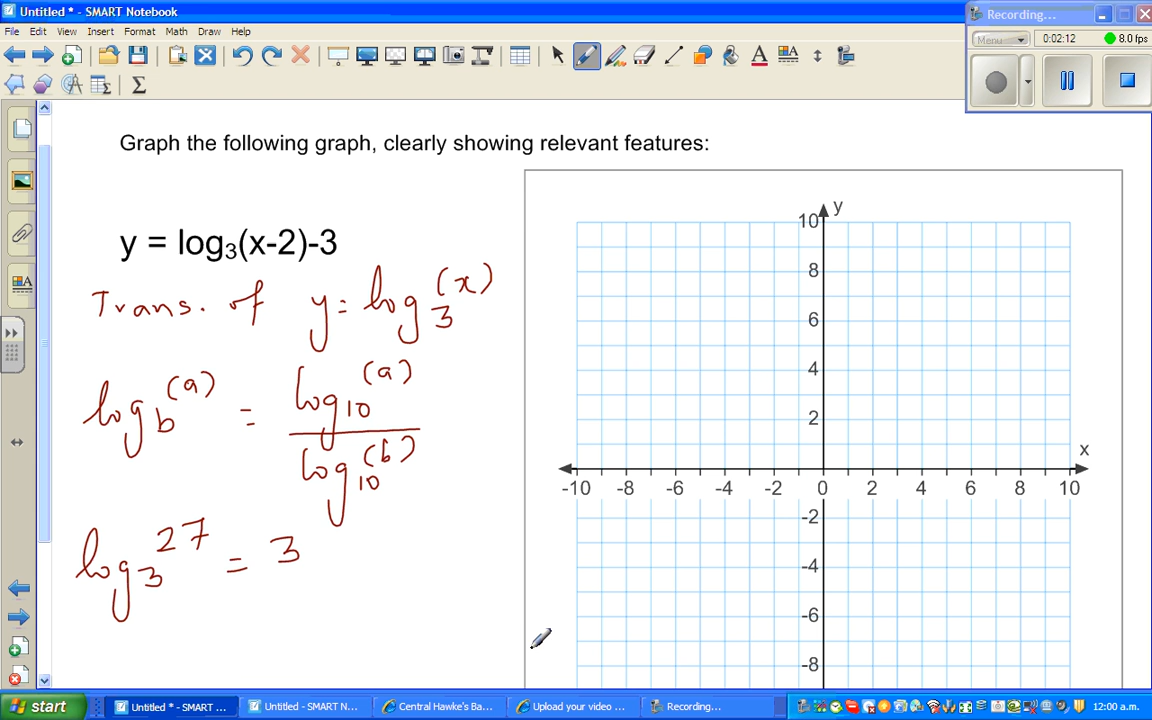 Untitled * - SMART Notebook
Recording...
File Edit View Insert Format Math Draw Help
Menu 0:02:12 8.0 fps
Graph the following graph, clearly showing relevant features:
y = log₃(x-2)-3
Trans. of y = log₃(x)
log_b(a) = log₁₀(a) / log₁₀(b)
log₃ 27 = 3
y
10
8
6
4
2
x
-10 -8 -6 -4 -2 0 2 4 6 8 10
-2
-4
-6
-8
start Untitled * - SMART ... Untitled - SMART N... Central Hawke's Ba... Upload your video ... Recording... 12:00 a.m.